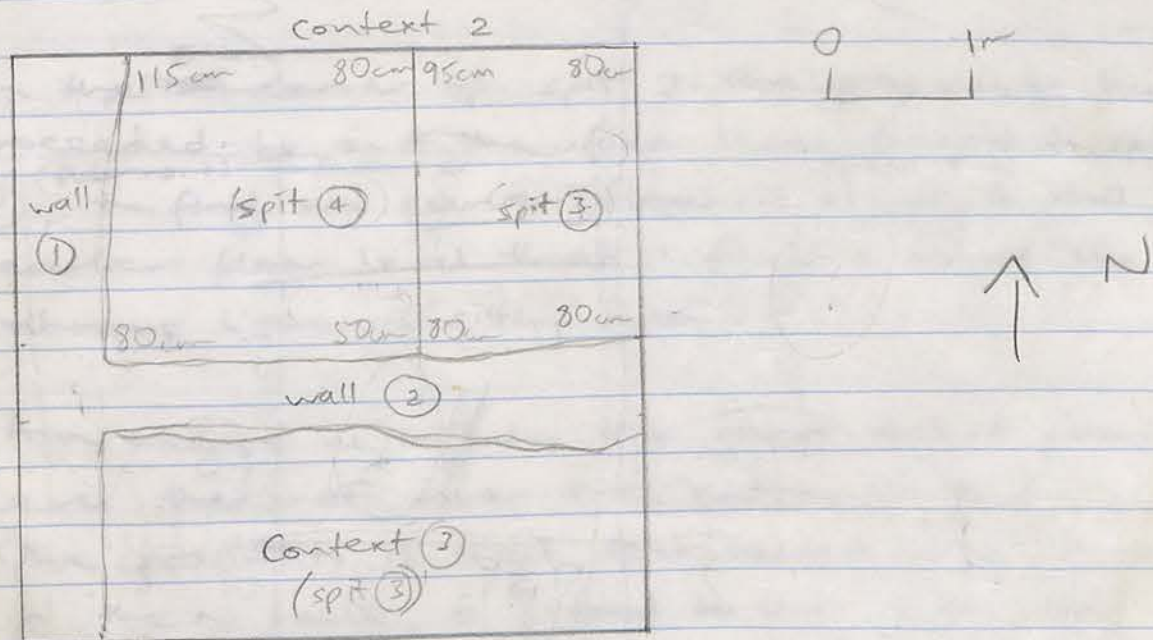 context 2
0 1m
115cm 80cm 95cm 80cm
wall
①
(spit ④
spit ③
N
80cm 50cm 80cm 80cm
wall ②
Context ③
(spit ③)